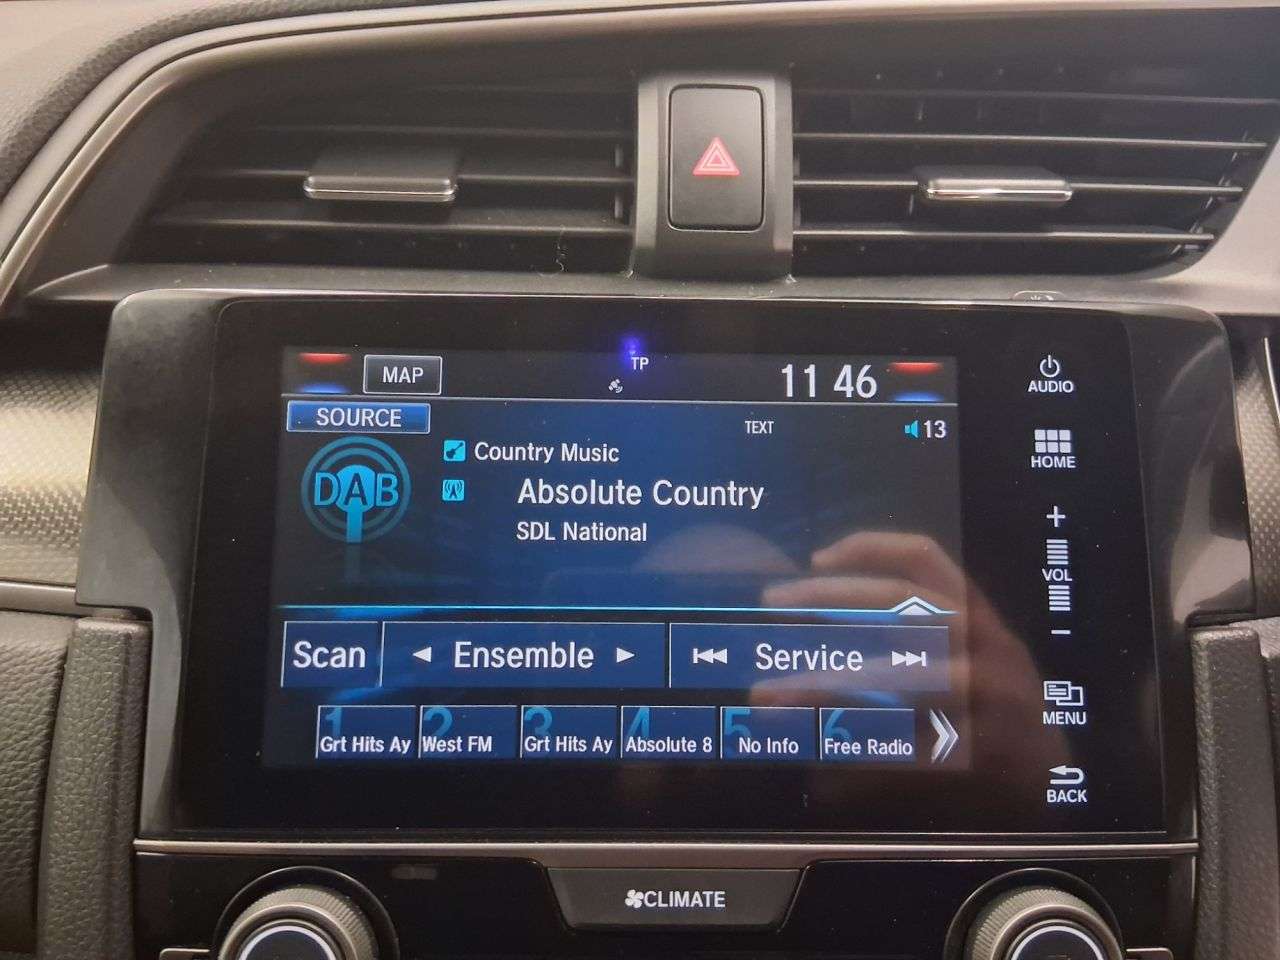 MAP
TP
11 46
AUDIO
SOURCE
TEXT
13
DAB
Country Music
Absolute Country
SDL National
HOME
+
VOL
−
Scan
Ensemble
Service
MENU
1
Grt Hits Ay
2
West FM
3
Grt Hits Ay
4
Absolute 8
5
No Info
6
Free Radio
BACK
CLIMATE